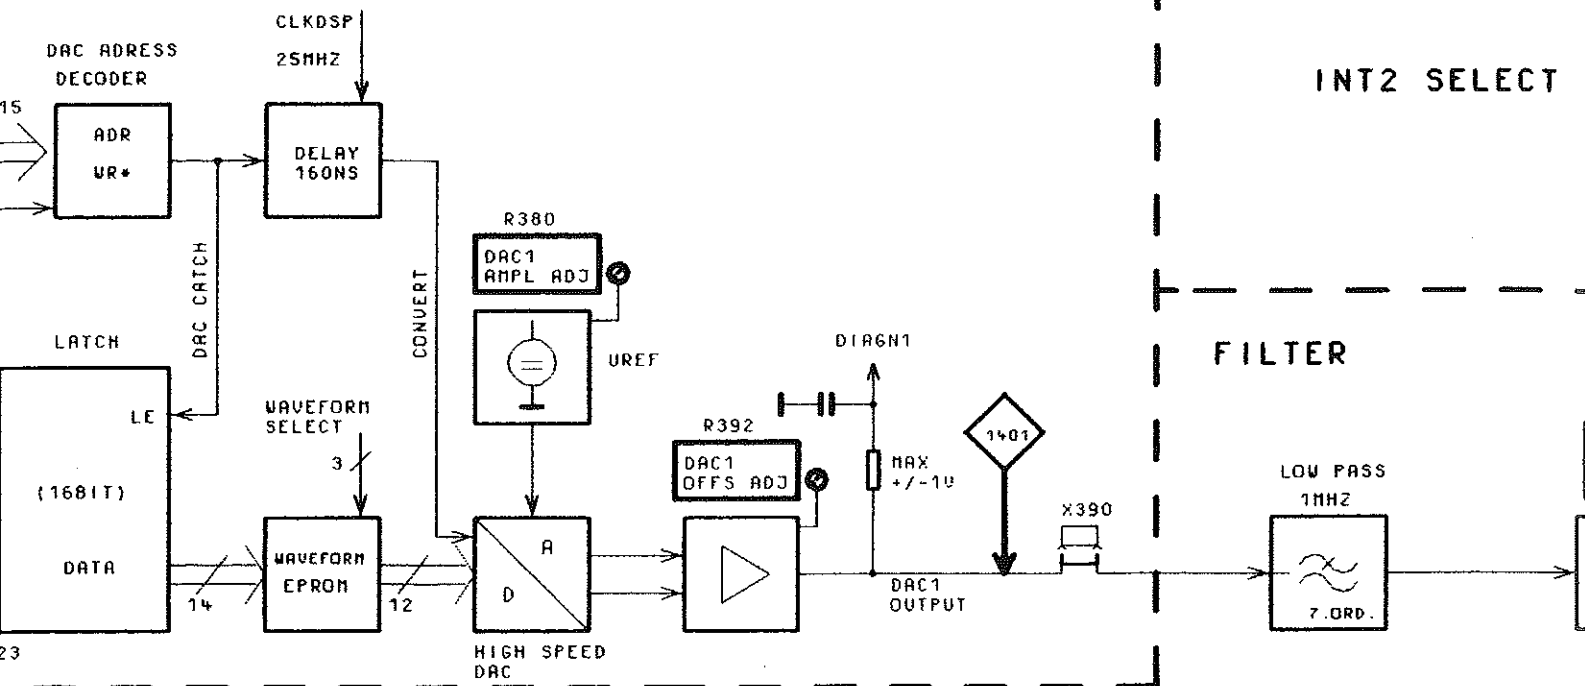 CLKDSP
25MHZ
DAC ADRESS
DECODER
INT2 SELECT
15
ADR
WR*
DELAY
160NS
R380
DAC1
AMPL ADJ
DAC CATCH
CONVERT
LATCH
UREF
DIAGN1
FILTER
LE
WAVEFORM
SELECT
3
R392
DAC1
OFFS ADJ
MAX
+/-1V
1401
(16BIT)
LOW PASS
1MHZ
X390
DATA
14
WAVEFORM
EPROM
12
A
D
DAC1
OUTPUT
7.ORD.
23
HIGH SPEED
DAC